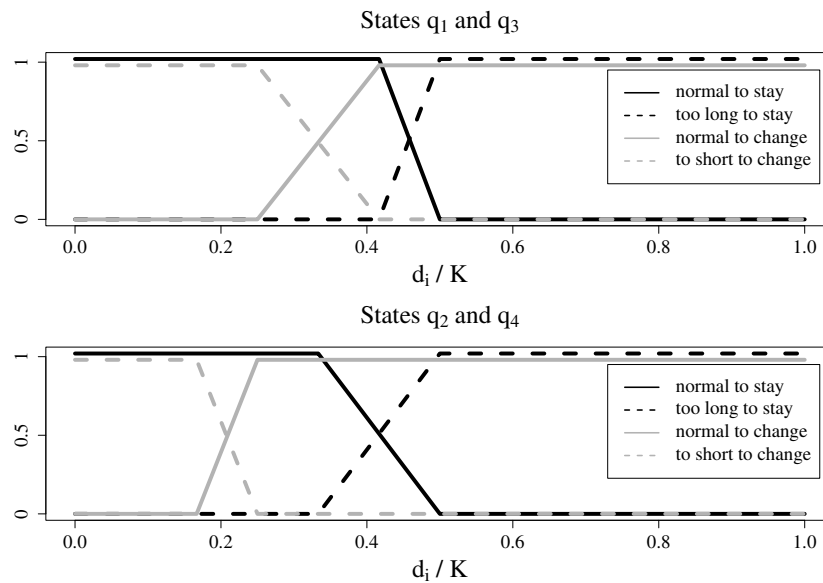 States q₁ and q₃
1
0.5
0
normal to stay
too long to stay
normal to change
to short to change
0.0 0.2 0.4 0.6 0.8 1.0
dᵢ / K
States q₂ and q₄
1
0.5
0
normal to stay
too long to stay
normal to change
to short to change
0.0 0.2 0.4 0.6 0.8 1.0
dᵢ / K